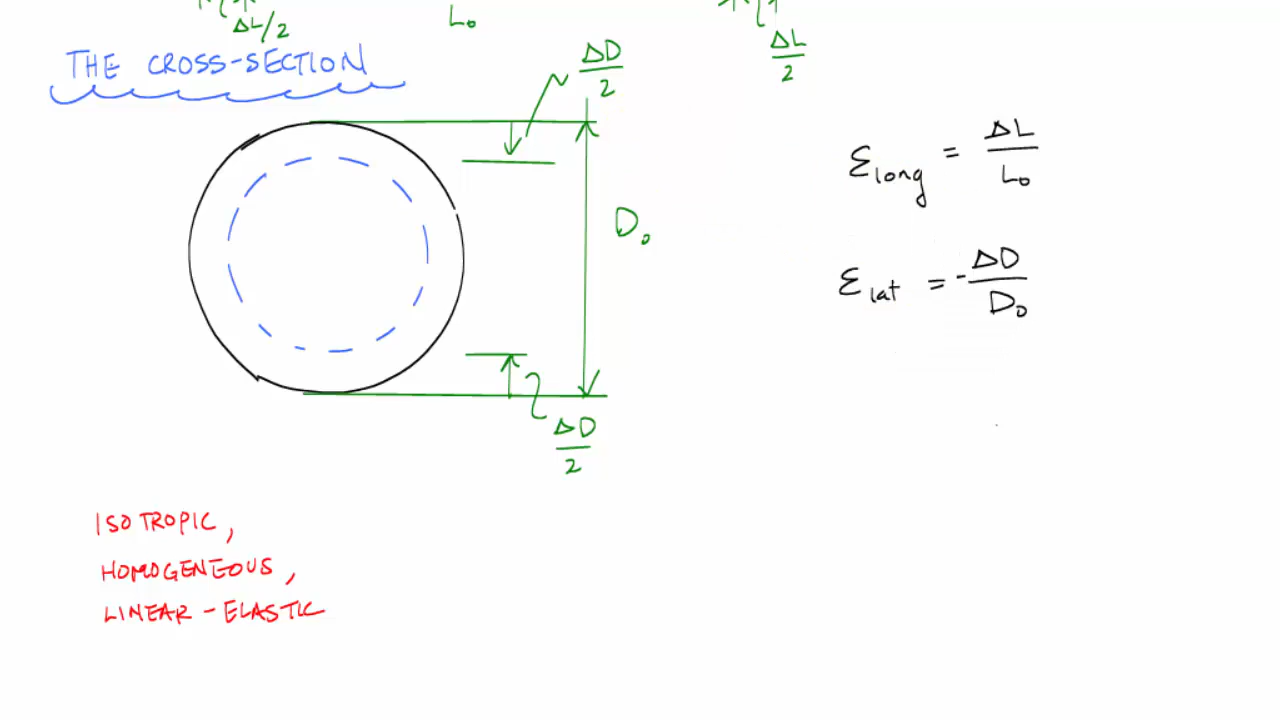 ΔL/2
L₀
ΔL/2
THE CROSS-SECTION
ΔD/2
D₀
ΔD/2
ε_long = ΔL/L₀
ε_lat = -ΔD/D₀
ISOTROPIC,
HOMOGENEOUS,
LINEAR-ELASTIC